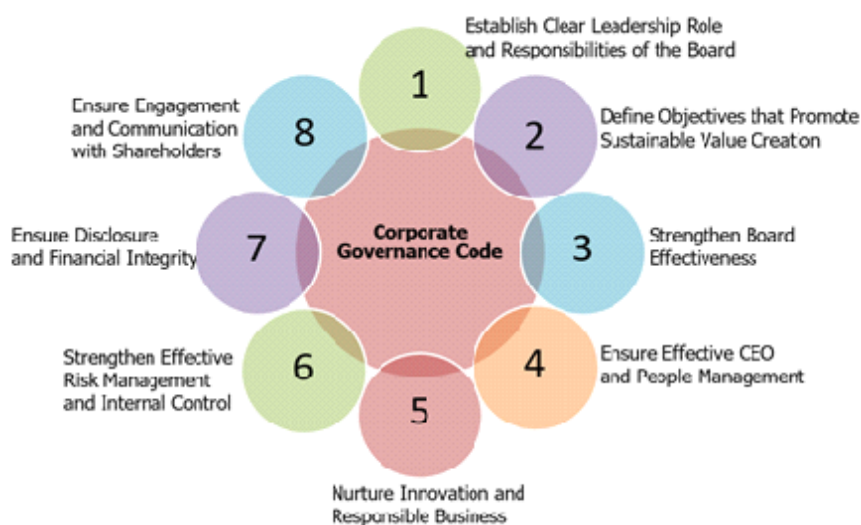 Corporate
Governance Code
1
Establish Clear Leadership Role
and Responsibilities of the Board
2
Define Objectives that Promote
Sustainable Value Creation
3
Strengthen Board
Effectiveness
4
Ensure Effective CEO
and People Management
5
Nurture Innovation and
Responsible Business
6
Strengthen Effective
Risk Management
and Internal Control
7
Ensure Disclosure
and Financial Integrity
8
Ensure Engagement
and Communication
with Shareholders